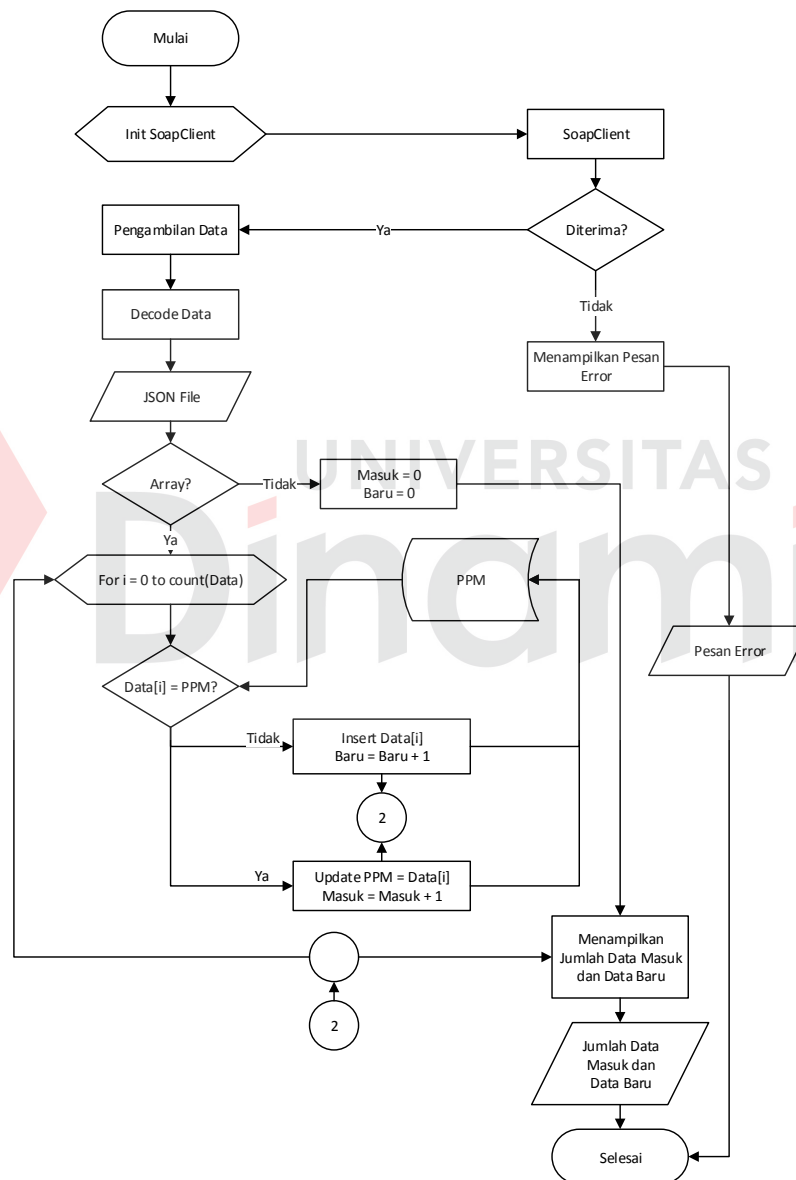 Mulai
Init SoapClient
SoapClient
Pengambilan Data
Ya
Diterima?
Decode Data
Tidak
Menampilkan Pesan
Error
JSON File
UNIVERSITAS
Dinami
Array?
Tidak
Masuk = 0
Baru = 0
Ya
For i = 0 to count(Data)
PPM
Pesan Error
Data[i] = PPM?
Tidak
Insert Data[i]
Baru = Baru + 1
2
Ya
Update PPM = Data[i]
Masuk = Masuk + 1
Menampilkan
Jumlah Data Masuk
dan Data Baru
2
Jumlah Data
Masuk dan
Data Baru
Selesai